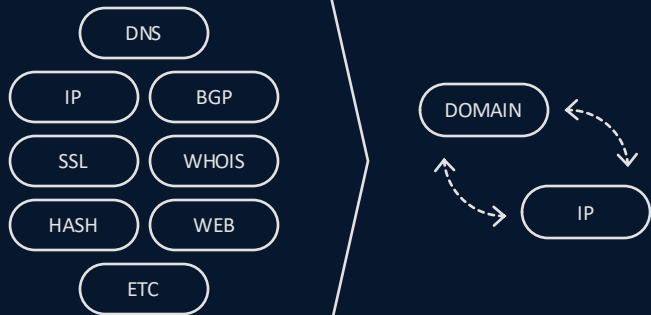 DNS
IP
BGP
SSL
WHOIS
HASH
WEB
ETC
DOMAIN
IP